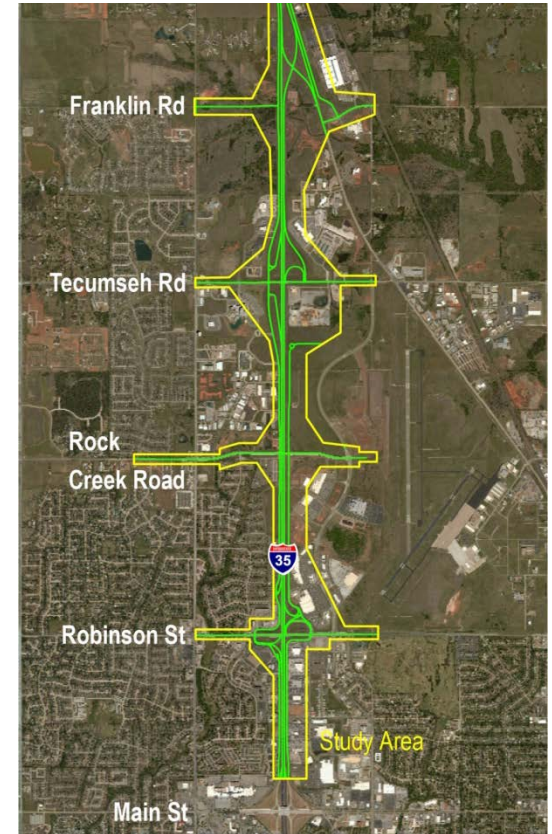 Franklin Rd
Tecumseh Rd
Rock
Creek Road
35
Robinson St
Study Area
Main St